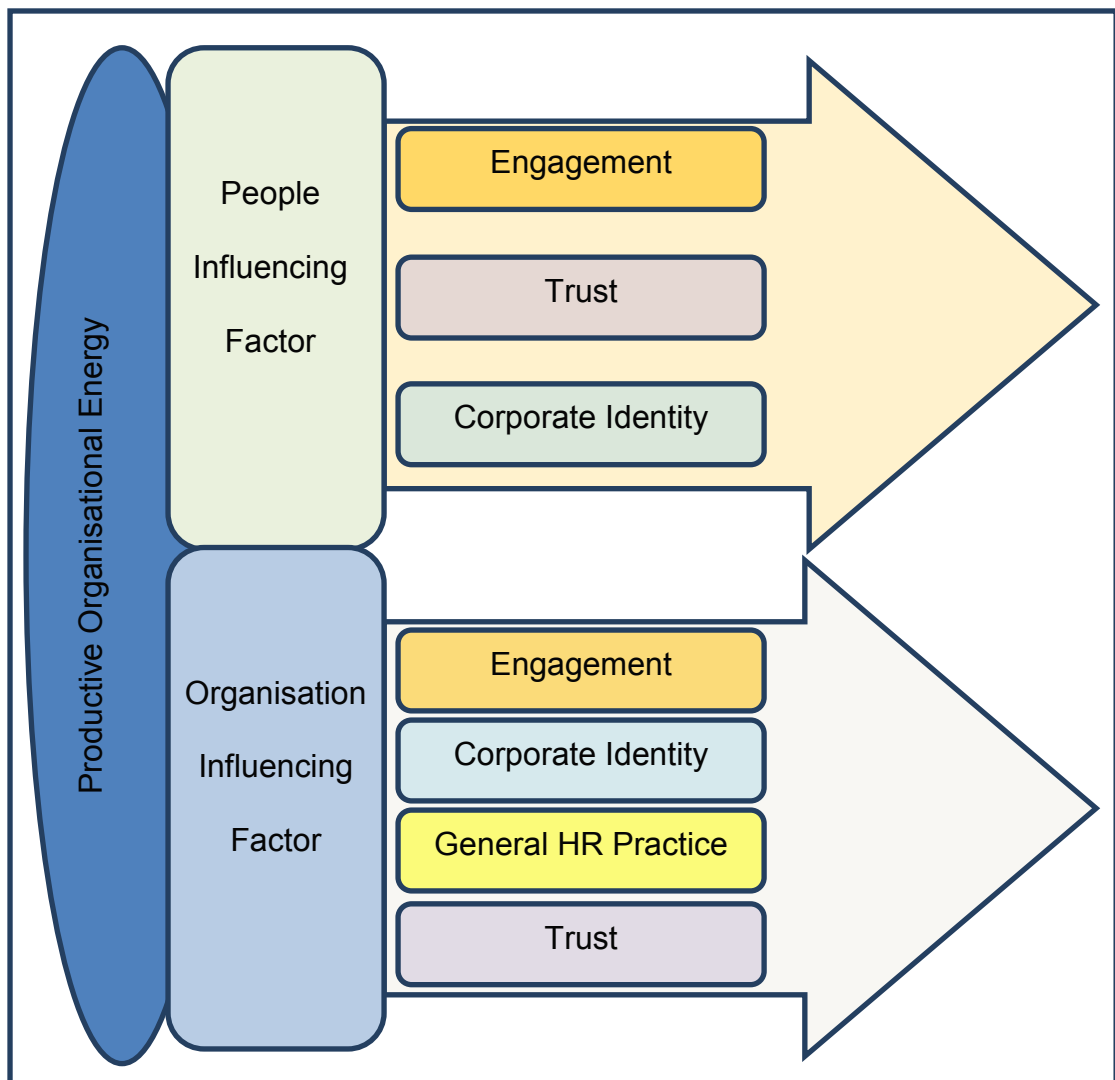 Productive Organisational Energy
People
Influencing
Factor
Engagement
Trust
Corporate Identity
Organisation
Influencing
Factor
Engagement
Corporate Identity
General HR Practice
Trust